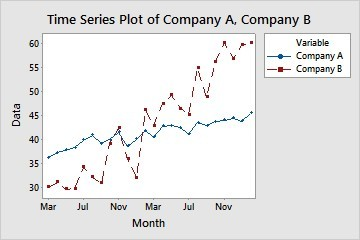 Time Series Plot of Company A, Company B
Variable
Company A
Company B
Data
60
55
50
45
40
35
30
Mar Jul Nov Mar Jul Nov
Month